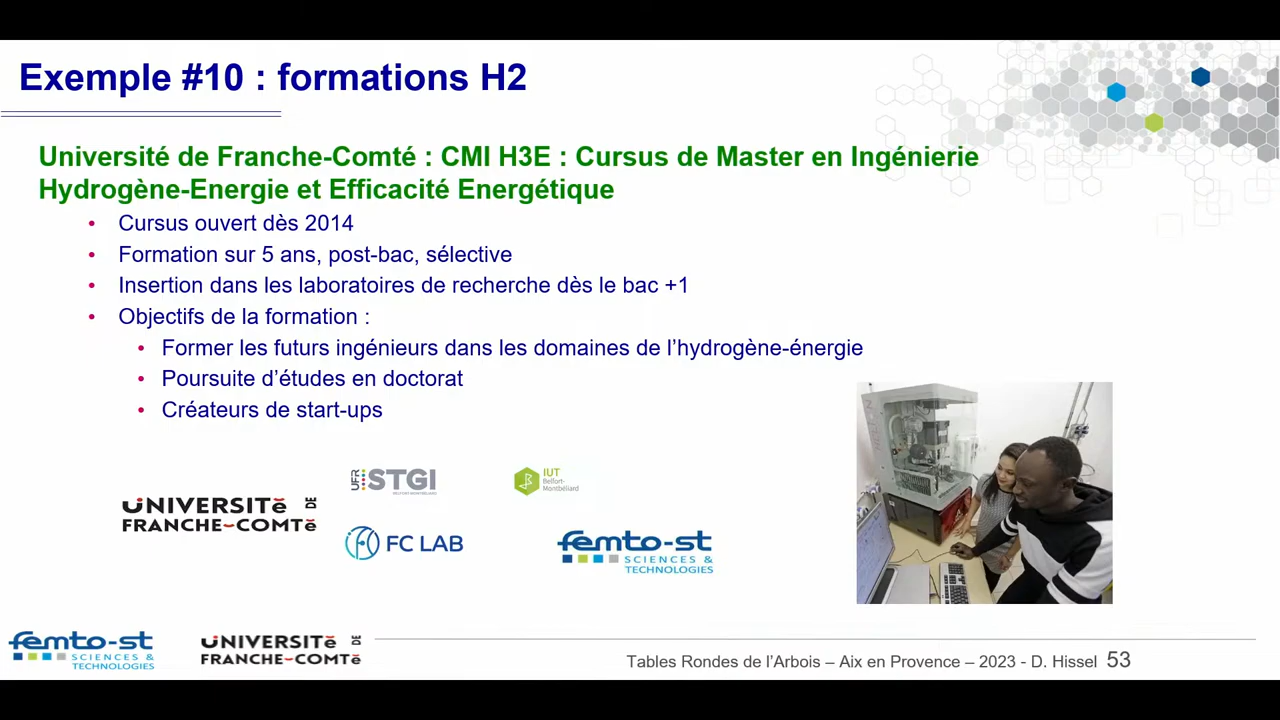 Exemple #10 : formations H2
Université de Franche-Comté : CMI H3E : Cursus de Master en Ingénierie
Hydrogène-Energie et Efficacité Energétique
• Cursus ouvert dès 2014
• Formation sur 5 ans, post-bac, sélective
• Insertion dans les laboratoires de recherche dès le bac +1
• Objectifs de la formation :
• Former les futurs ingénieurs dans les domaines de l’hydrogène-énergie
• Poursuite d’études en doctorat
• Créateurs de start-ups
UFR STGI
BELFORT-MONTBÉLIARD
IUT
Belfort-
Montbéliard
UNIVERSITé DE
FRANCHE-COMTé
FC LAB
femto-st
SCIENCES &
TECHNOLOGIES
femto-st
SCIENCES &
TECHNOLOGIES
UNIVERSITé DE
FRANCHE-COMTé
Tables Rondes de l’Arbois – Aix en Provence – 2023 - D. Hissel 53